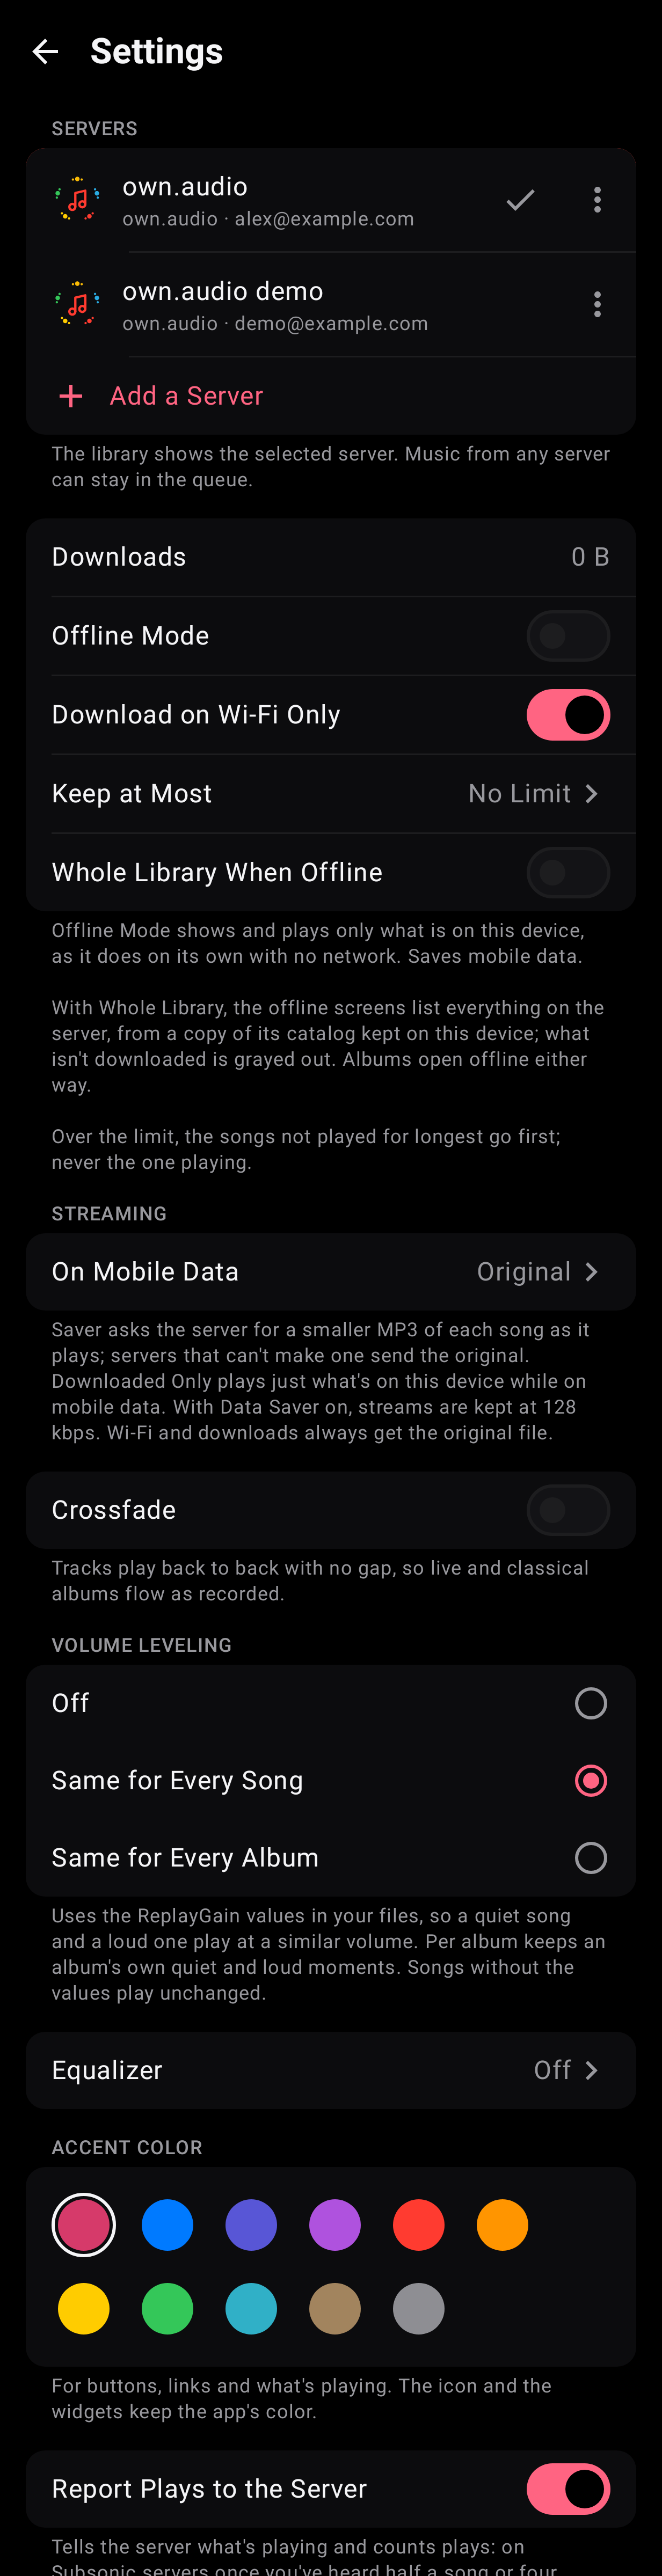 Settings
SERVERS
own.audio
own.audio · alex@example.com
own.audio demo
own.audio · demo@example.com
Add a Server
The library shows the selected server. Music from any server
can stay in the queue.
Downloads
0 B
Offline Mode
Download on Wi-Fi Only
Keep at Most
No Limit
Whole Library When Offline
Offline Mode shows and plays only what is on this device,
as it does on its own with no network. Saves mobile data.
With Whole Library, the offline screens list everything on the
server, from a copy of its catalog kept on this device; what
isn't downloaded is grayed out. Albums open offline either
way.
Over the limit, the songs not played for longest go first;
never the one playing.
STREAMING
On Mobile Data
Original
Saver asks the server for a smaller MP3 of each song as it
plays; servers that can't make one send the original.
Downloaded Only plays just what's on this device while on
mobile data. With Data Saver on, streams are kept at 128
kbps. Wi-Fi and downloads always get the original file.
Crossfade
Tracks play back to back with no gap, so live and classical
albums flow as recorded.
VOLUME LEVELING
Off
Same for Every Song
Same for Every Album
Uses the ReplayGain values in your files, so a quiet song
and a loud one play at a similar volume. Per album keeps an
album's own quiet and loud moments. Songs without the
values play unchanged.
Equalizer
Off
ACCENT COLOR
For buttons, links and what's playing. The icon and the
widgets keep the app's color.
Report Plays to the Server
Tells the server what's playing and counts plays: on
Subsonic servers once you've heard half a song or four